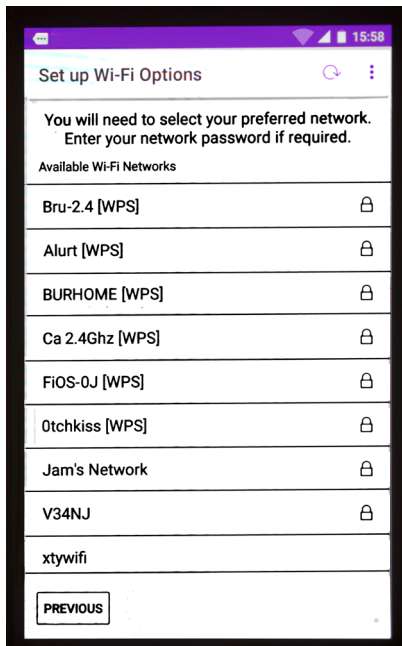 15:58
Set up Wi-Fi Options
You will need to select your preferred network.
Enter your network password if required.
Available Wi-Fi Networks
Bru-2.4 [WPS]
Alurt [WPS]
BURHOME [WPS]
Ca 2.4Ghz [WPS]
FiOS-0J [WPS]
0tchkiss [WPS]
Jam's Network
V34NJ
xtywifi
PREVIOUS